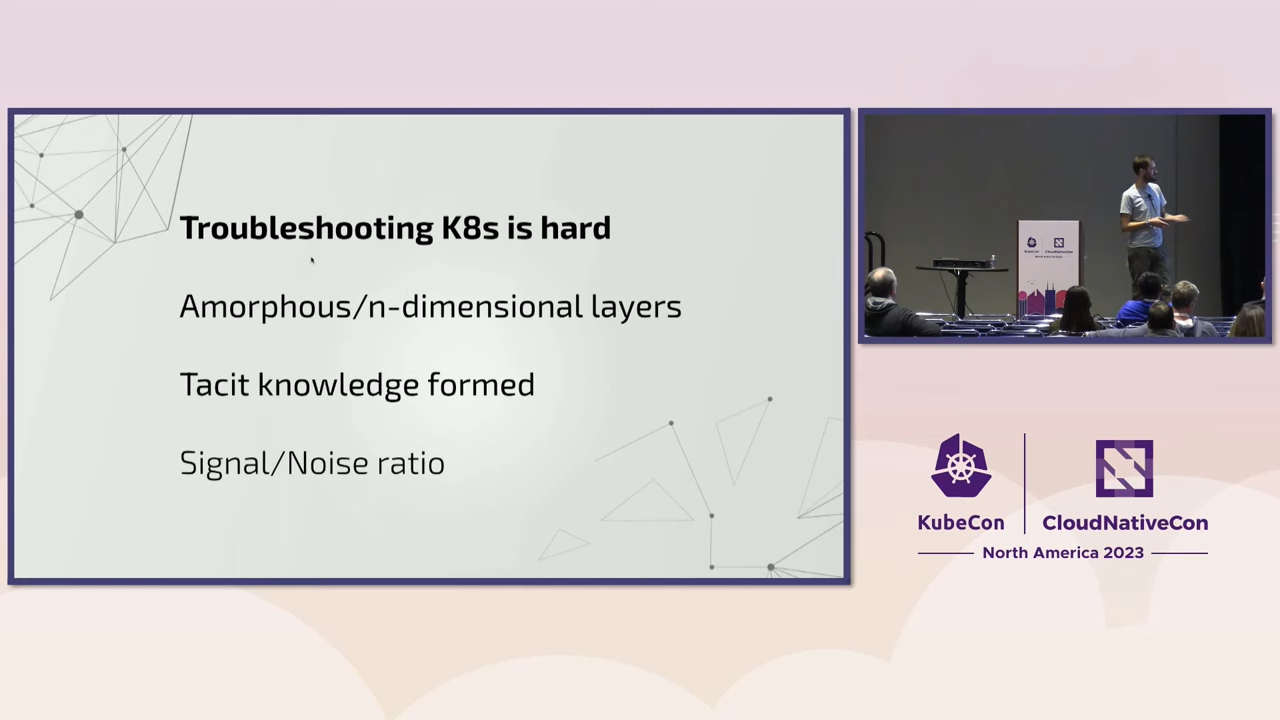 Troubleshooting K8s is hard
Amorphous/n-dimensional layers
Tacit knowledge formed
Signal/Noise ratio
KubeCon
CloudNativeCon
North America 2023